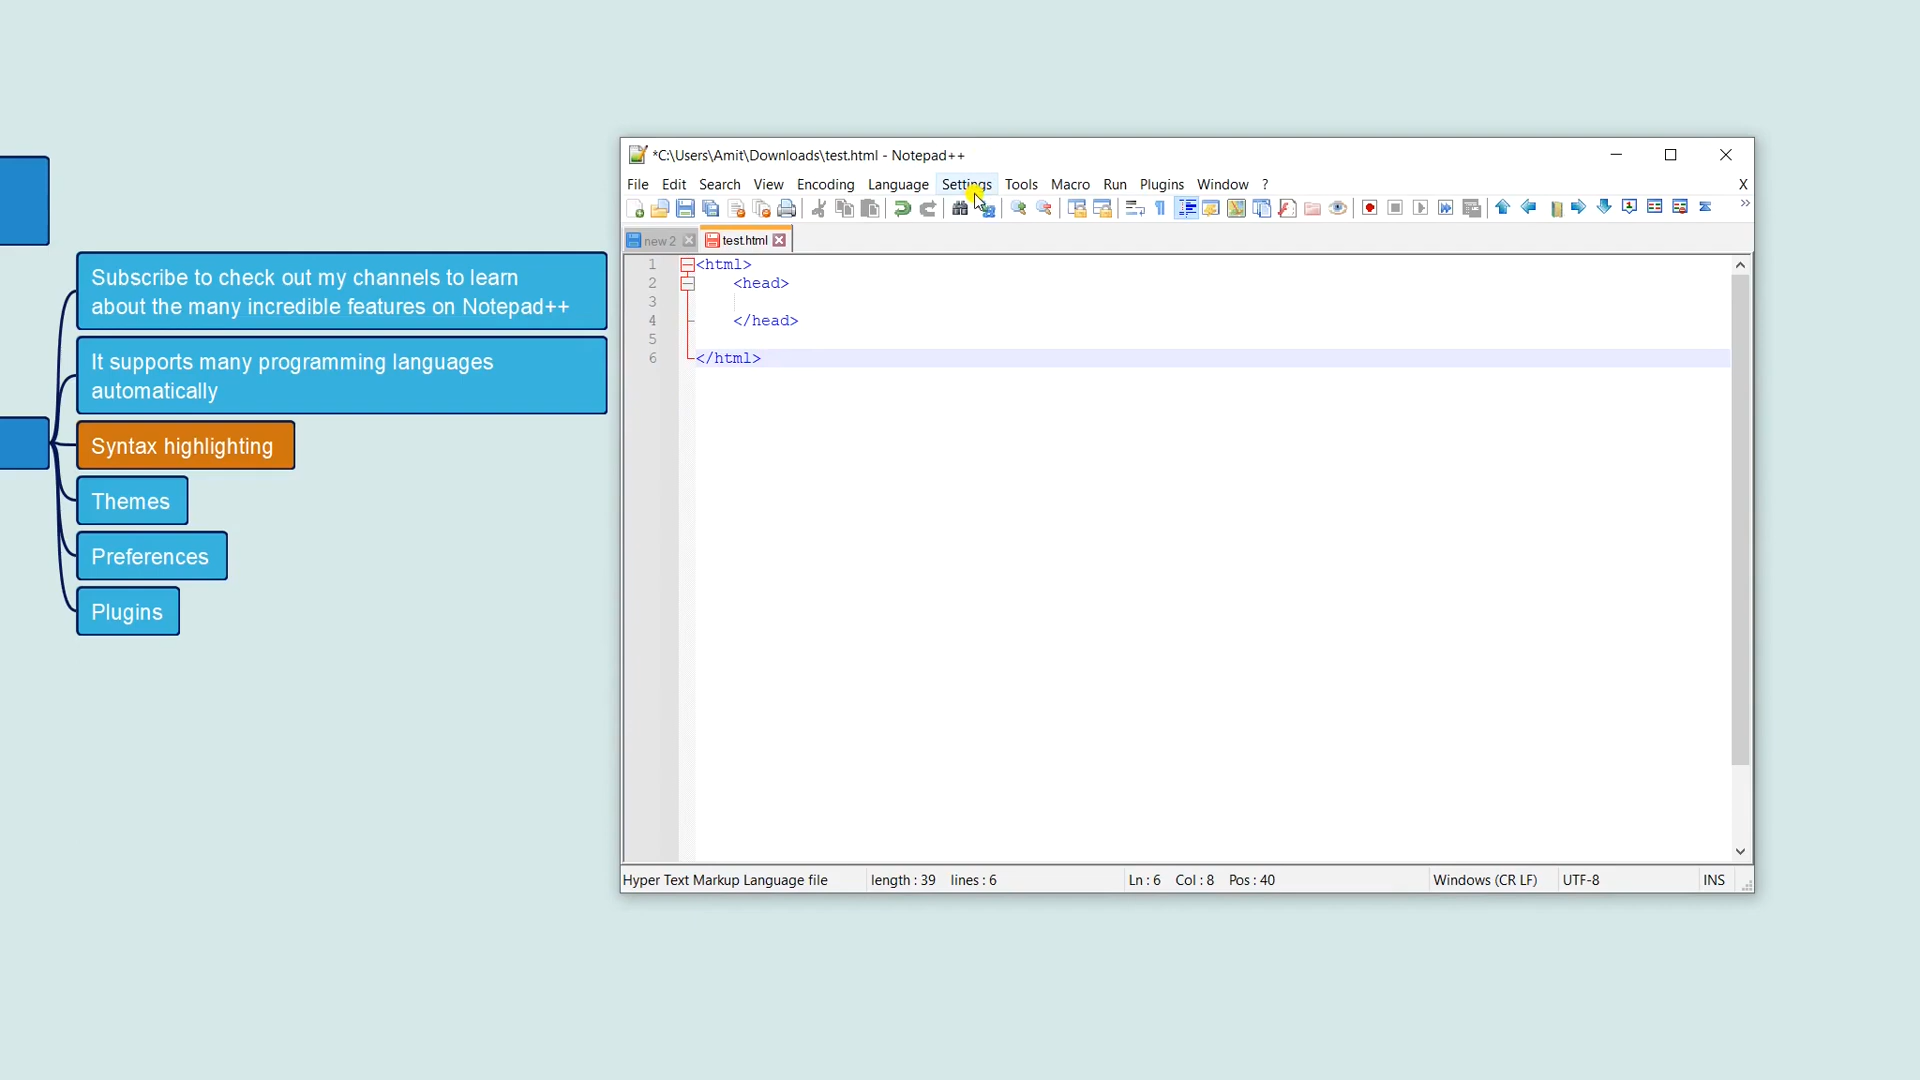 Subscribe to check out my channels to learn
about the many incredible features on Notepad++
It supports many programming languages
automatically
Syntax highlighting
Themes
Preferences
Plugins
*C:\Users\Amit\Downloads\test.html - Notepad++
File Edit Search View Encoding Language Settings Tools Macro Run Plugins Window ? X
new 2 test.html
1 <html>
2 <head>
3
4 </head>
5
6 </html>
Hyper Text Markup Language file length : 39 lines : 6 Ln : 6 Col : 8 Pos : 40 Windows (CR LF) UTF-8 INS